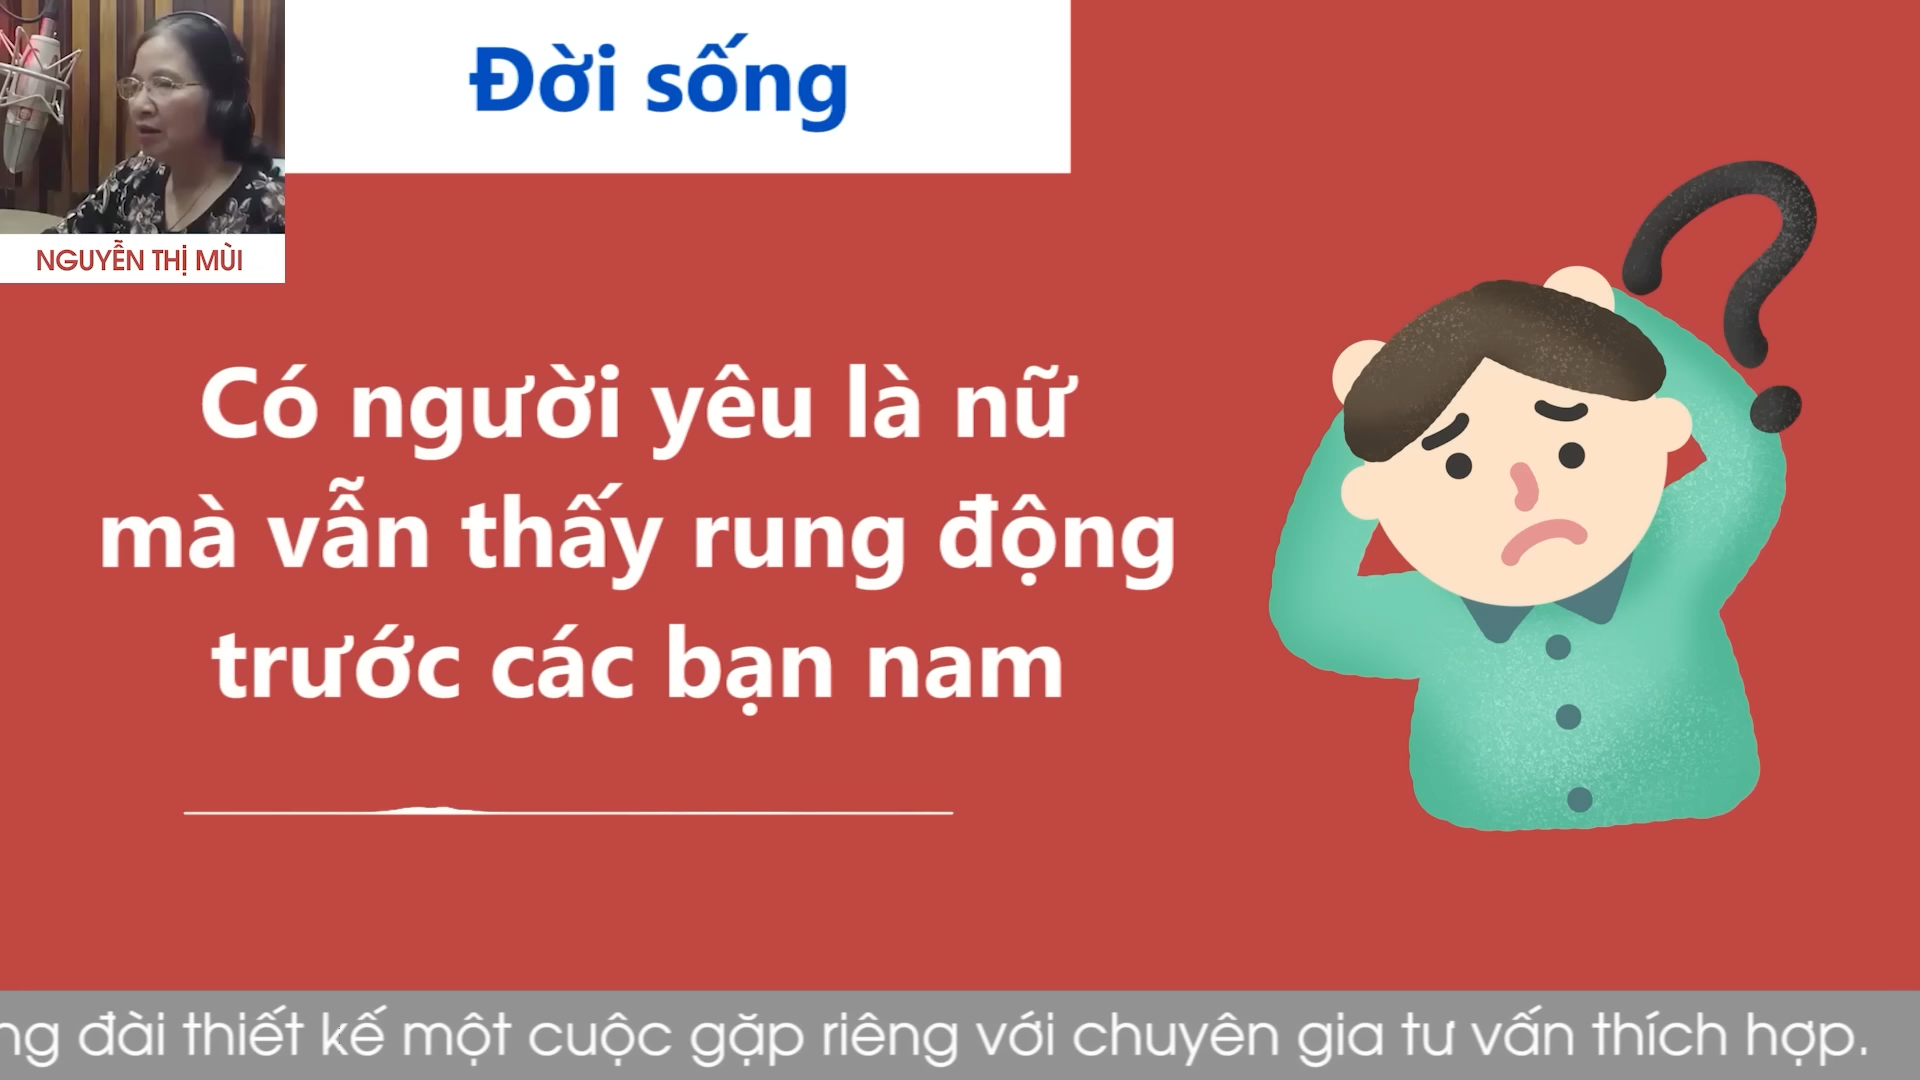 Đời sống
NGUYỄN THỊ MÙI
Có người yêu là nữ
mà vẫn thấy rung động
trước các bạn nam
đài thiết kế một cuộc gặp riêng với chuyên gia tư vấn thích hợp.